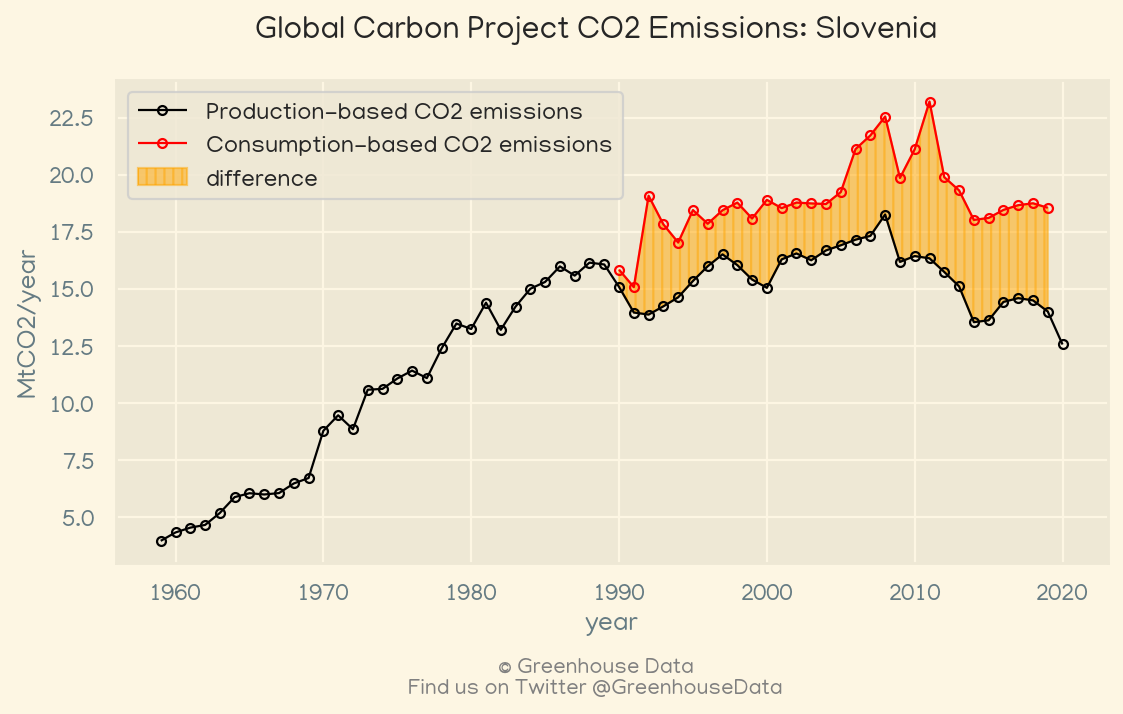 Global Carbon Project CO2 Emissions: Slovenia
Production-based CO2 emissions
Consumption-based CO2 emissions
difference
MtCO2/year
22.5
20.0
17.5
15.0
12.5
10.0
7.5
5.0
1960 1970 1980 1990 2000 2010 2020
year
© Greenhouse Data
Find us on Twitter @GreenhouseData